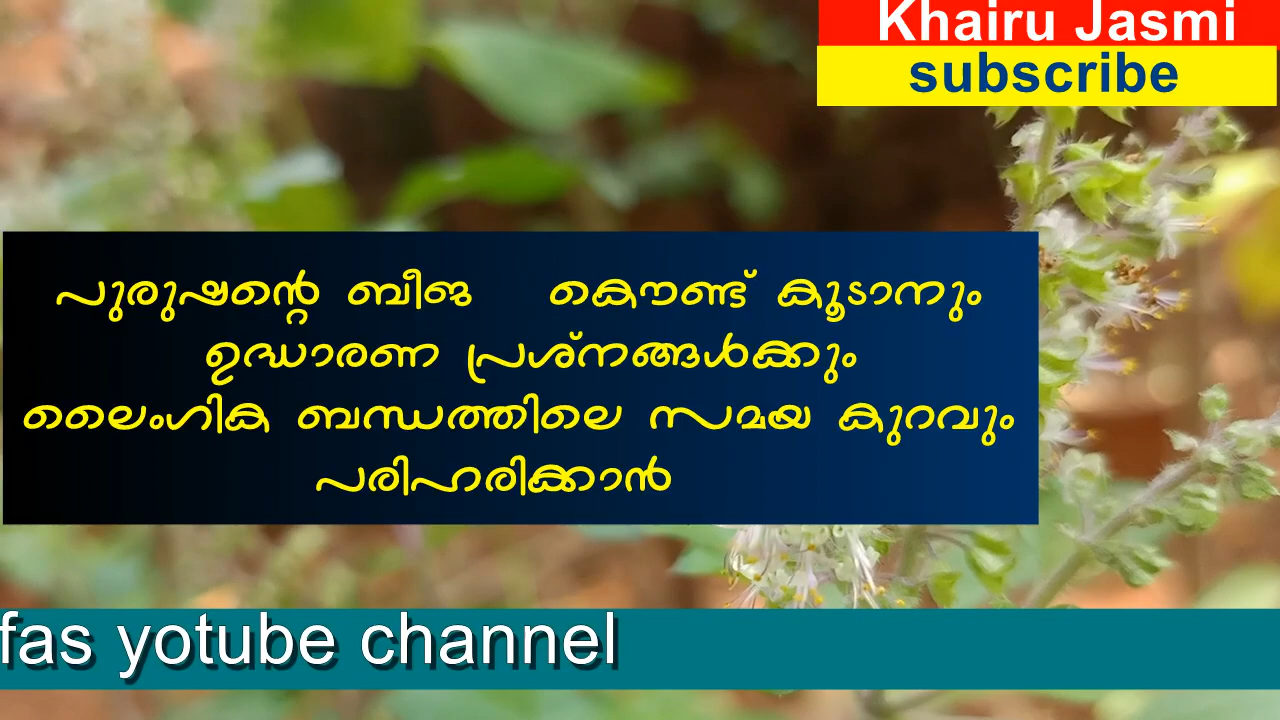 Khairu Jasmi
subscribe
പുരുഷന്റെ ബീജ കൌണ്ട് കൂടാനും
ഉദ്ധാരണ പ്രശ്നങ്ങൾക്കും
ലൈംഗിക ബന്ധത്തിലെ സമയ കുറവും
പരിഹരിക്കാൻ
fas yotube channel